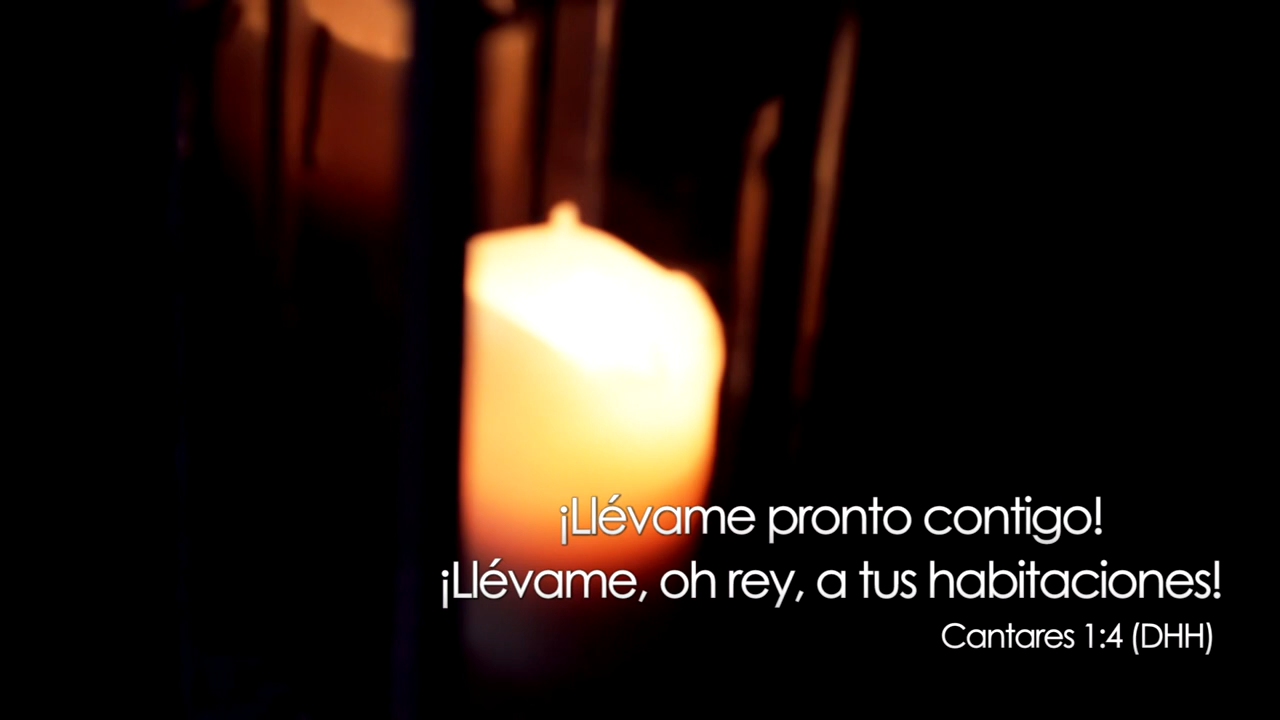 ¡Llévame pronto contigo!
¡Llévame, oh rey, a tus habitaciones!
Cantares 1:4 (DHH)